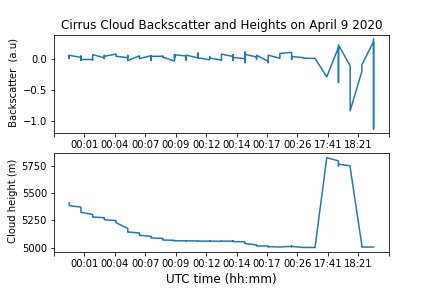 Cirrus Cloud Backscatter and Heights on April 9 2020
Backscatter (a.u)
0.0
−0.5
−1.0
00:01 00:04 00:07 00:09 00:12 00:14 00:17 00:26 17:41 18:21
Cloud height (m)
5750
5500
5250
5000
00:01 00:04 00:07 00:09 00:12 00:14 00:17 00:26 17:41 18:21
UTC time (hh:mm)